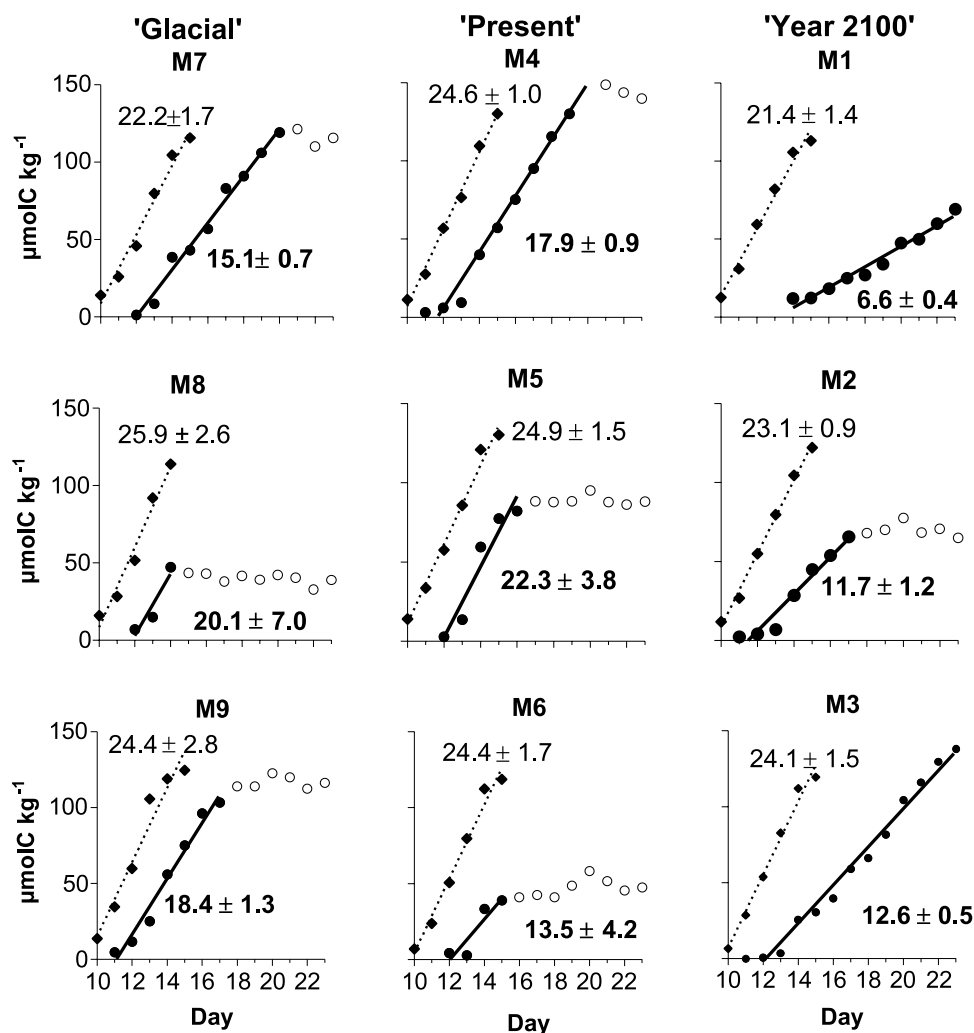 'Glacial' 'Present' 'Year 2100'
M7 M4 M1
150
100
50
0
µmolC kg-1
22.2±1.7
15.1± 0.7
24.6 ± 1.0
17.9 ± 0.9
21.4 ± 1.4
6.6 ± 0.4
M8 M5 M2
150
100
50
0
µmolC kg-1
25.9 ± 2.6
20.1 ± 7.0
24.9 ± 1.5
22.3 ± 3.8
23.1 ± 0.9
11.7 ± 1.2
M9 M6 M3
150
100
50
0
µmolC kg-1
24.4 ± 2.8
18.4 ± 1.3
24.4 ± 1.7
13.5 ± 4.2
24.1 ± 1.5
12.6 ± 0.5
10 12 14 16 18 20 22 10 12 14 16 18 20 22 10 12 14 16 18 20 22
Day Day Day